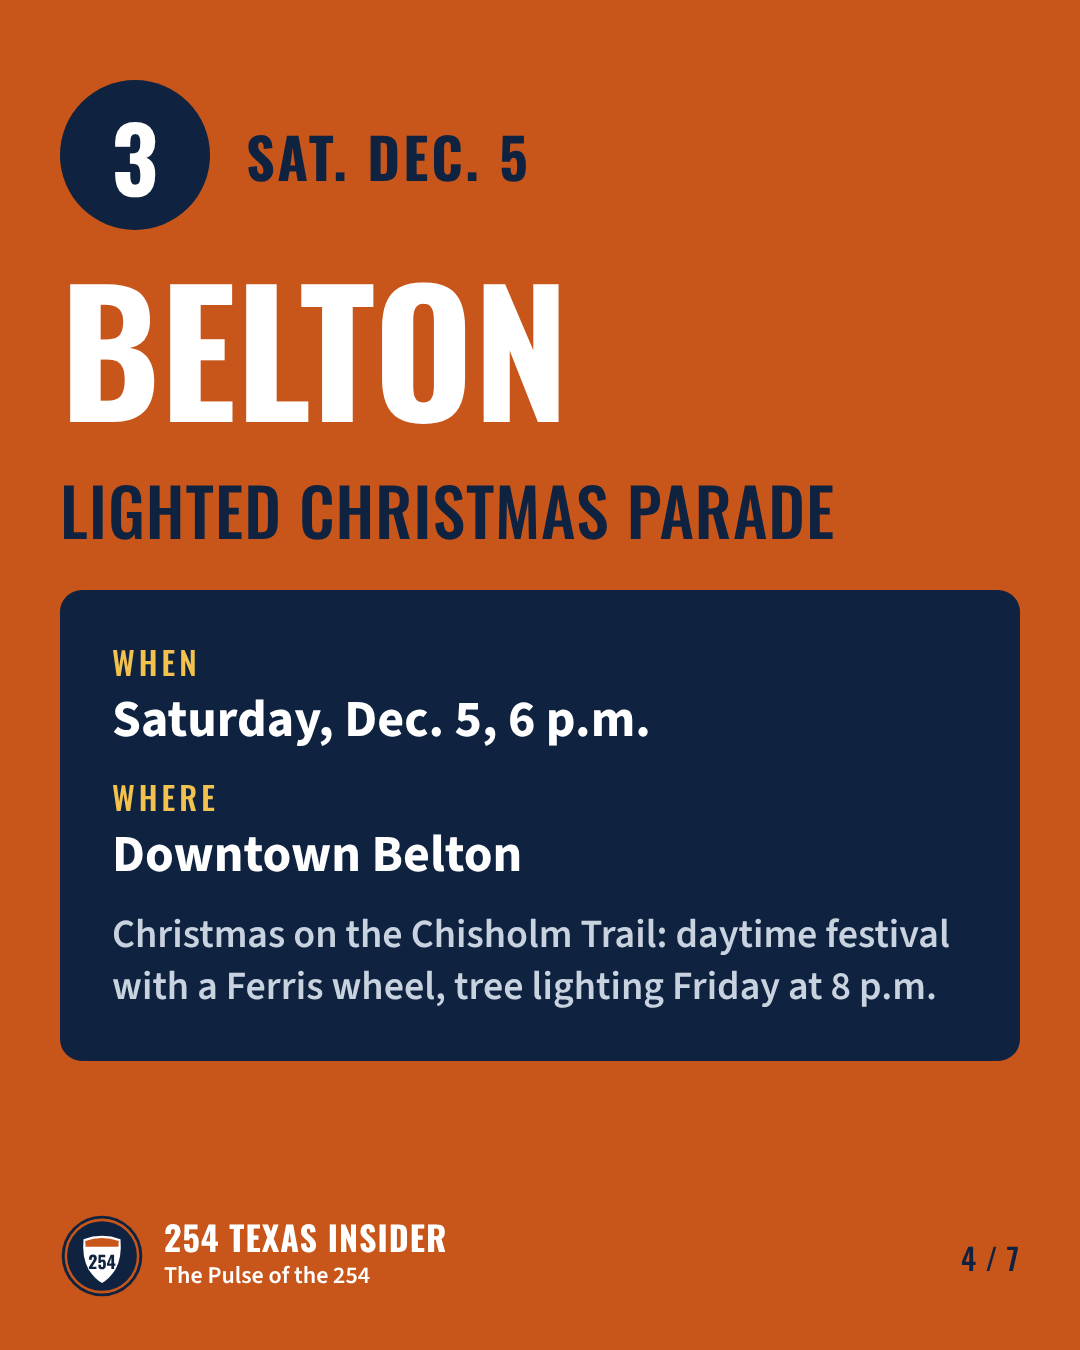 3
SAT. DEC. 5
BELTON
LIGHTED CHRISTMAS PARADE
WHEN
Saturday, Dec. 5, 6 p.m.
WHERE
Downtown Belton
Christmas on the Chisholm Trail: daytime festival
with a Ferris wheel, tree lighting Friday at 8 p.m.
254
254 TEXAS INSIDER
The Pulse of the 254
4 / 7